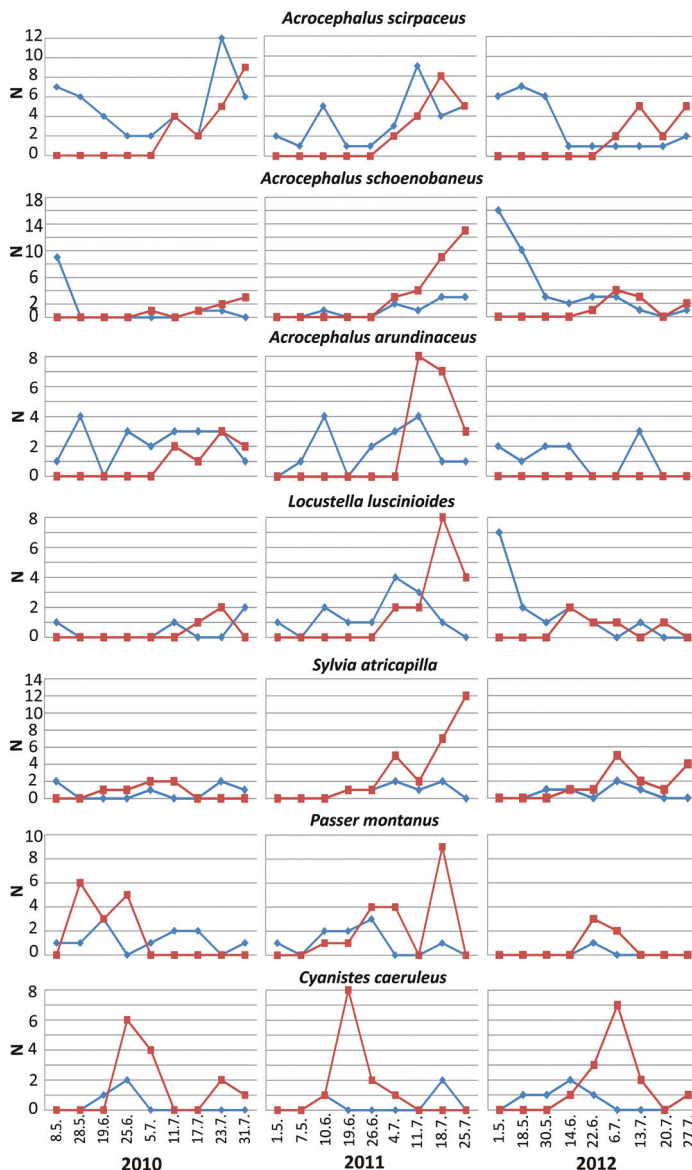 Acrocephalus scirpaceus
12
10
8
6
4
2
0
N
Acrocephalus schoenobaneus
18
14
10
6
2
0
N
Acrocephalus arundinaceus
8
6
4
2
0
N
Locustella luscinioides
8
6
4
2
0
N
Sylvia atricapilla
14
12
10
8
6
4
2
0
N
Passer montanus
10
8
6
4
2
0
N
Cyanistes caeruleus
8
6
4
2
0
N
8.5. 28.5. 19.6. 25.6. 5.7. 11.7. 17.7. 23.7. 31.7. 1.5. 7.5. 10.6. 19.6. 26.6. 4.7. 11.7. 18.7. 25.7. 1.5. 18.5. 30.5. 14.6. 22.6. 6.7. 13.7. 20.7. 27.7.
2010 2011 2012